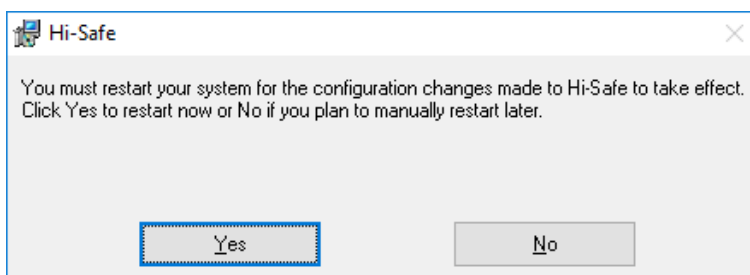 Hi-Safe
You must restart your system for the configuration changes made to Hi-Safe to take effect.
Click Yes to restart now or No if you plan to manually restart later.
Yes
No